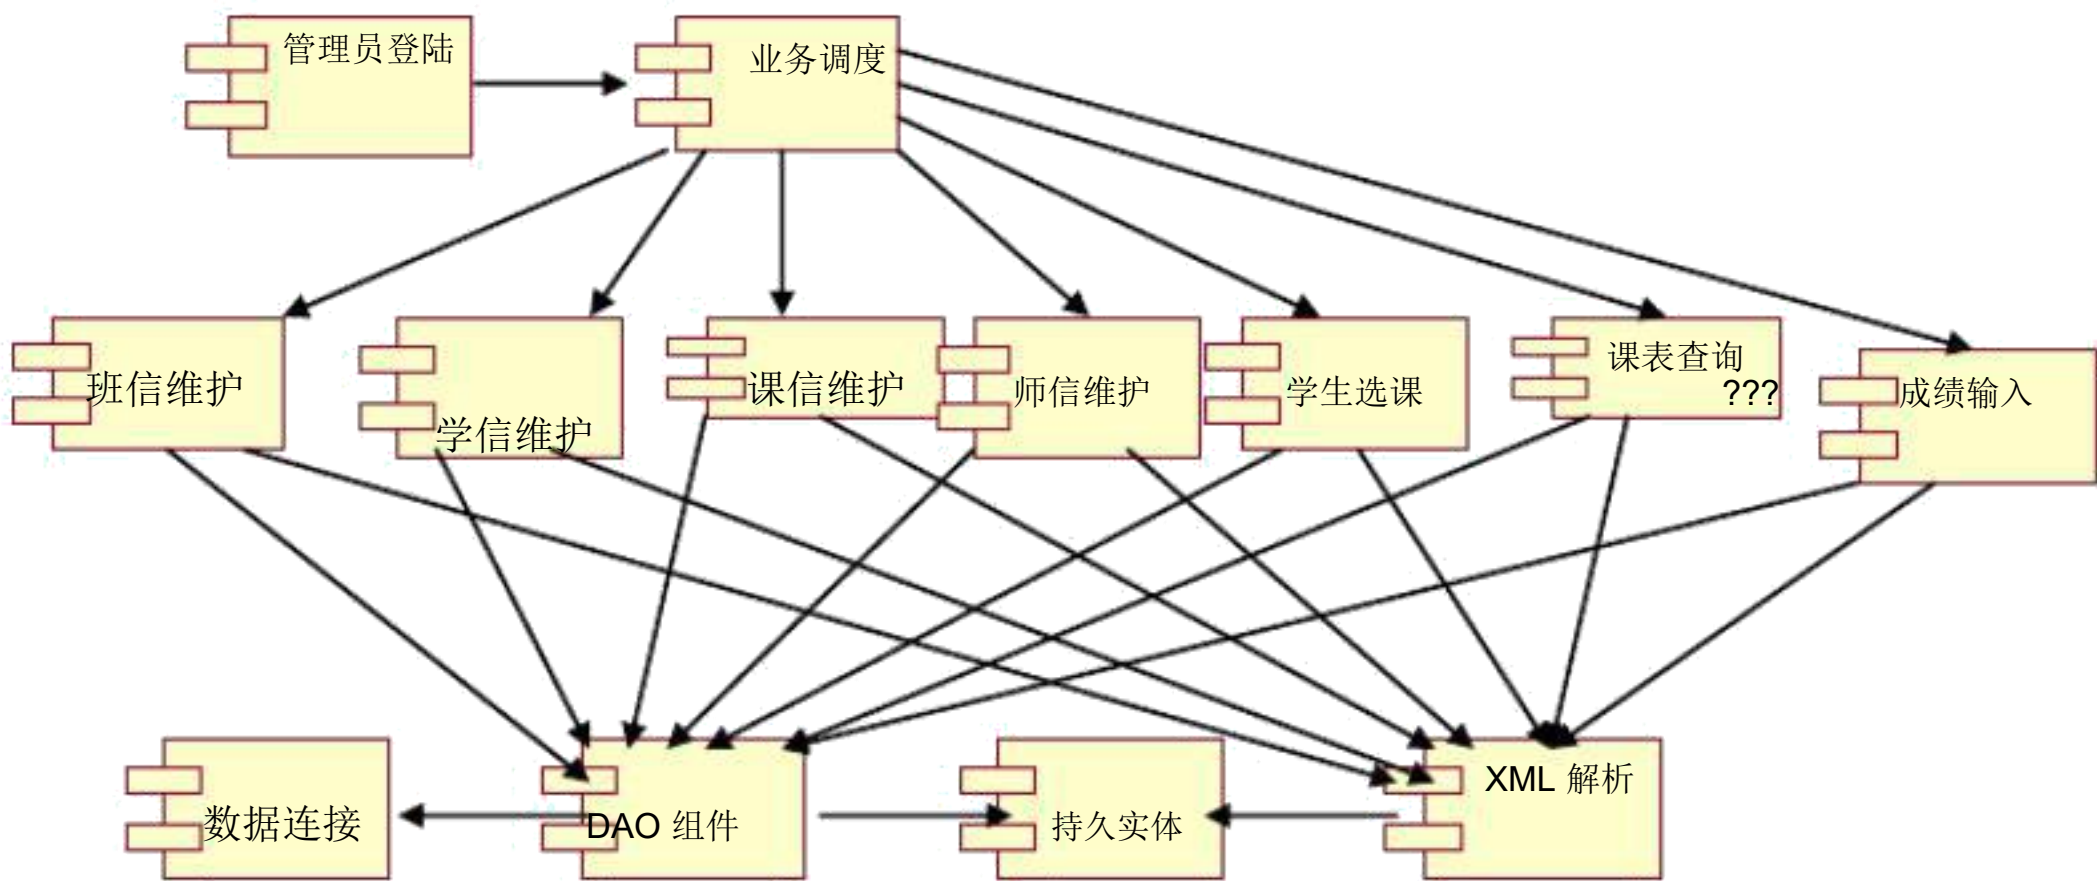 管理员登陆
业务调度
班信维护
学信维护
课信维护
师信维护
学生选课
课表查询
???
成绩输入
数据连接
DAO 组件
持久实体
XML 解析